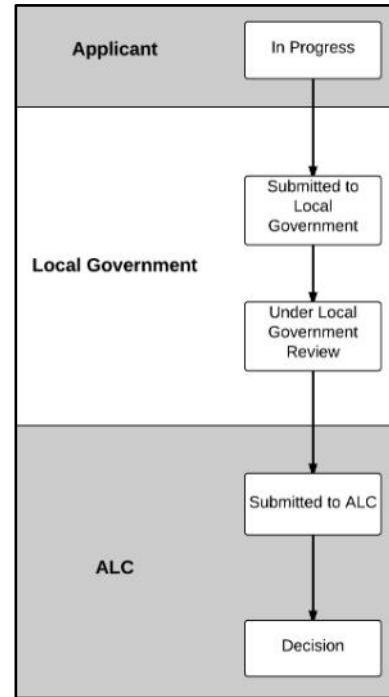 Applicant
In Progress
Submitted to
Local
Government
Local Government
Under Local
Government
Review
Submitted to ALC
ALC
Decision